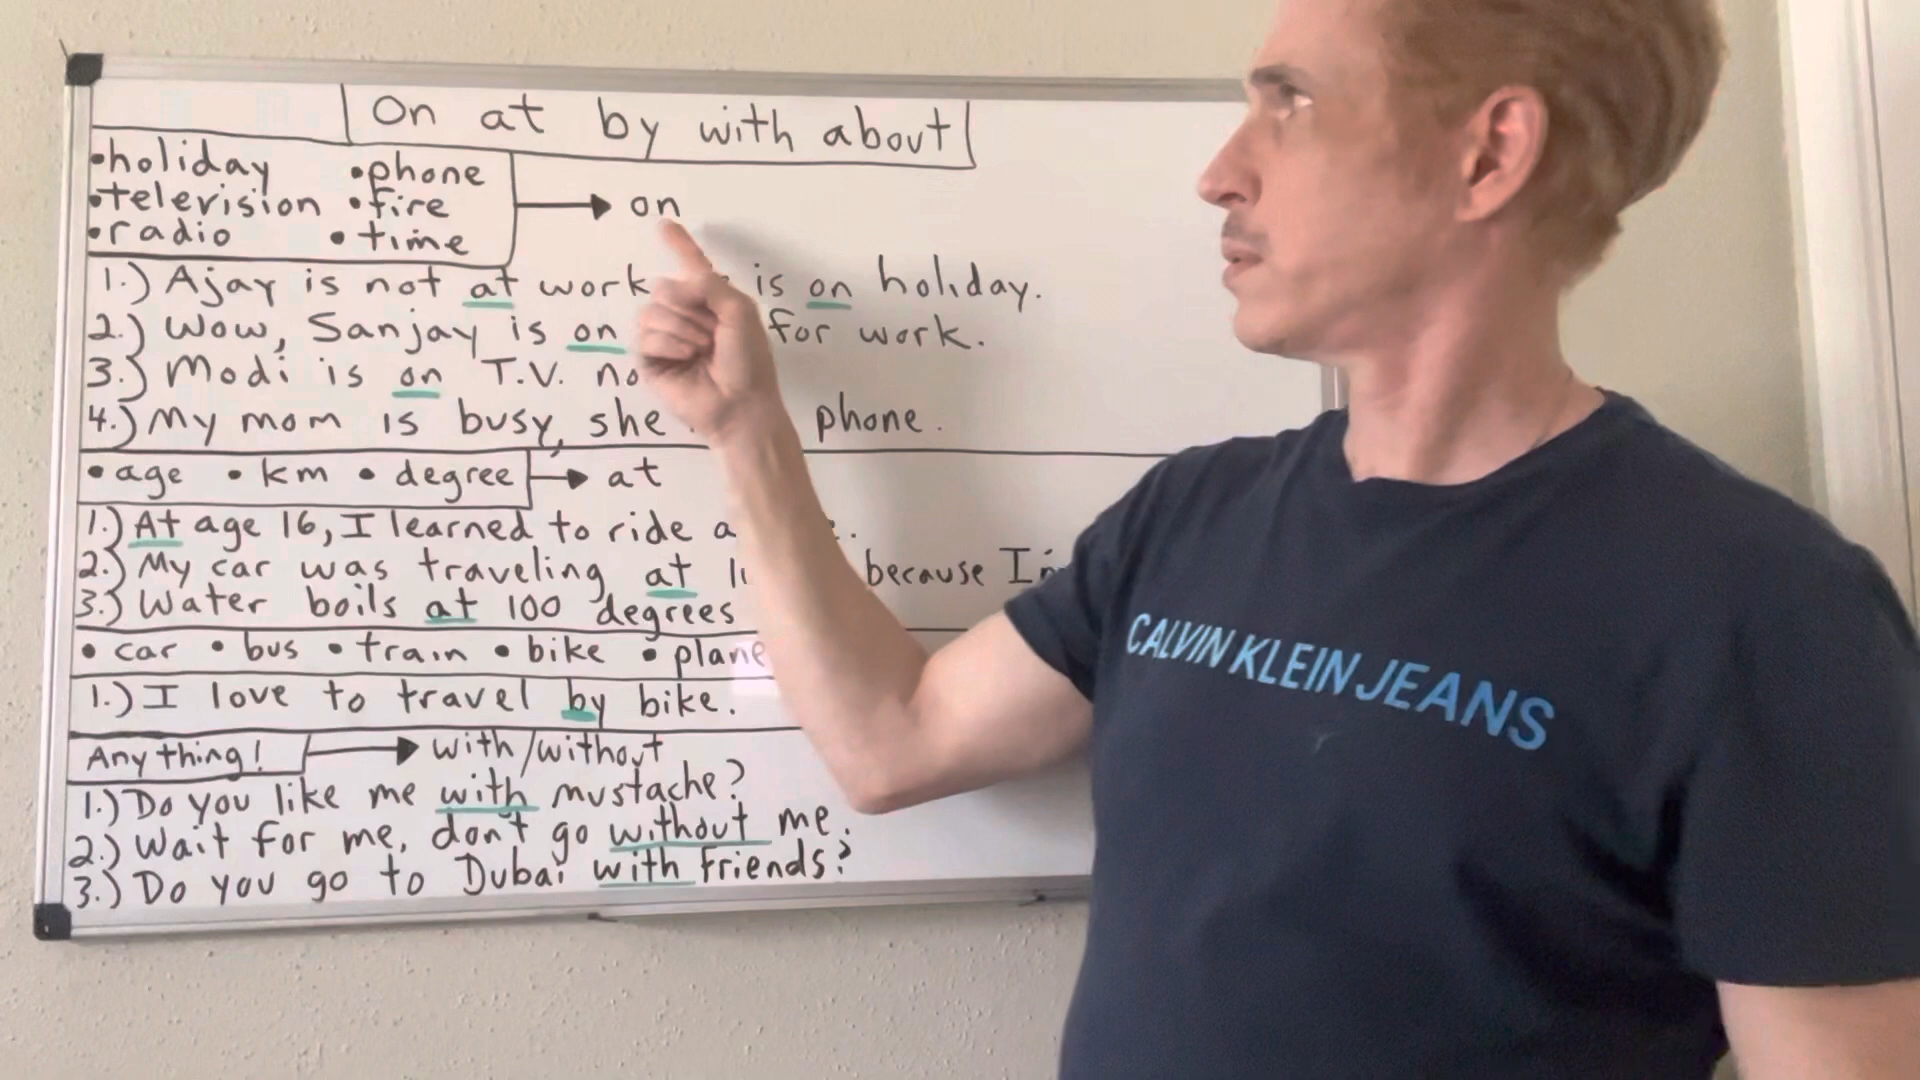 On at by with about
•holiday •phone
•television •fire
•radio •time
on
1.) Ajay is not at work is on holiday.
2.) Wow, Sanjay is on for work.
3.) Modi is on T.V.
4.) My mom is busy, she phone.
•age •km •degree
at
1.) At age 16, I learned to ride a
2.) My car was traveling at because
3.) Water boils at 100 degrees
•car •bus •train •bike •plane
1.) I love to travel by bike.
Anything!
with/without
1.) Do you like me with mustache?
2.) Wait for me, don't go without me.
3.) Do you go to Dubai with friends?
CALVIN KLEIN JEANS